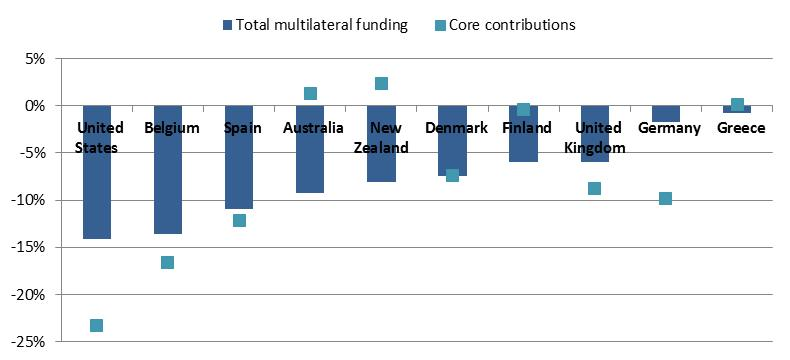 Total multilateral funding Core contributions
5%
0%
United Belgium Spain Australia New Denmark Finland United Germany Greece
States Zealand Kingdom
-5%
-10%
-15%
-20%
-25%